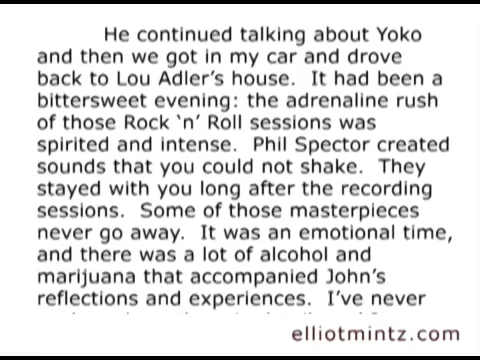 He continued talking about Yoko
and then we got in my car and drove
back to Lou Adler's house.  It had been a
bittersweet evening: the adrenaline rush
of those Rock 'n' Roll sessions was
spirited and intense.  Phil Spector created
sounds that you could not shake.  They
stayed with you long after the recording
sessions.  Some of those masterpieces
never go away.  It was an emotional time,
and there was a lot of alcohol and
marijuana that accompanied John's
reflections and experiences.  I've never
elliotmintz.com